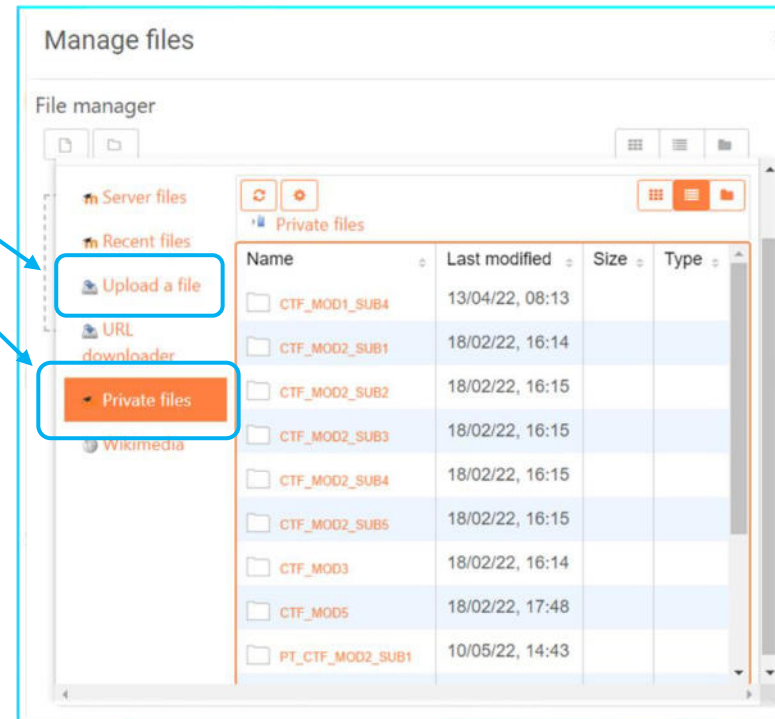 Manage files
File manager
Server files
Recent files
Upload a file
URL
downloader
Private files
Wikimedia
Private files
Name Last modified Size Type
CTF_MOD1_SUB4 13/04/22, 08:13
CTF_MOD2_SUB1 18/02/22, 16:14
CTF_MOD2_SUB2 18/02/22, 16:15
CTF_MOD2_SUB3 18/02/22, 16:15
CTF_MOD2_SUB4 18/02/22, 16:15
CTF_MOD2_SUB5 18/02/22, 16:15
CTF_MOD3 18/02/22, 16:14
CTF_MOD5 18/02/22, 17:48
PT_CTF_MOD2_SUB1 10/05/22, 14:43